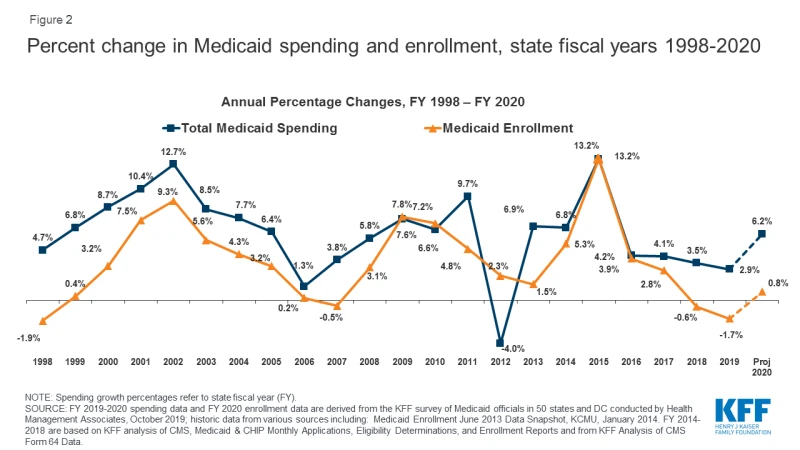 Figure 2
Percent change in Medicaid spending and enrollment, state fiscal years 1998-2020
Annual Percentage Changes, FY 1998 – FY 2020
Total Medicaid Spending Medicaid Enrollment
4.7% 6.8% 8.7% 10.4% 12.7% 8.5% 7.7% 6.4% 1.3% 3.8% 5.8% 7.6% 6.6% 9.7% -4.0% 6.9% 6.8% 13.2% 4.2% 4.1% 3.5% 2.9% 6.2%
-1.9% 0.4% 3.2% 7.5% 9.3% 5.6% 4.3% 3.2% 0.2% -0.5% 3.1% 7.8% 7.2% 4.8% 2.3% 1.5% 5.3% 13.2% 3.9% 2.8% -0.6% -1.7% 0.8%
1998 1999 2000 2001 2002 2003 2004 2005 2006 2007 2008 2009 2010 2011 2012 2013 2014 2015 2016 2017 2018 2019 Proj
2020
NOTE: Spending growth percentages refer to state fiscal year (FY).
SOURCE: FY 2019-2020 spending data and FY 2020 enrollment data are derived from the KFF survey of Medicaid officials in 50 states and DC conducted by Health
Management Associates, October 2019; historic data from various sources including: Medicaid Enrollment June 2013 Data Snapshot, KCMU, January 2014. FY 2014-
2018 are based on KFF analysis of CMS, Medicaid & CHIP Monthly Applications, Eligibility Determinations, and Enrollment Reports and from KFF Analysis of CMS
Form 64 Data.
KFF
HENRY J KAISER
FAMILY FOUNDATION